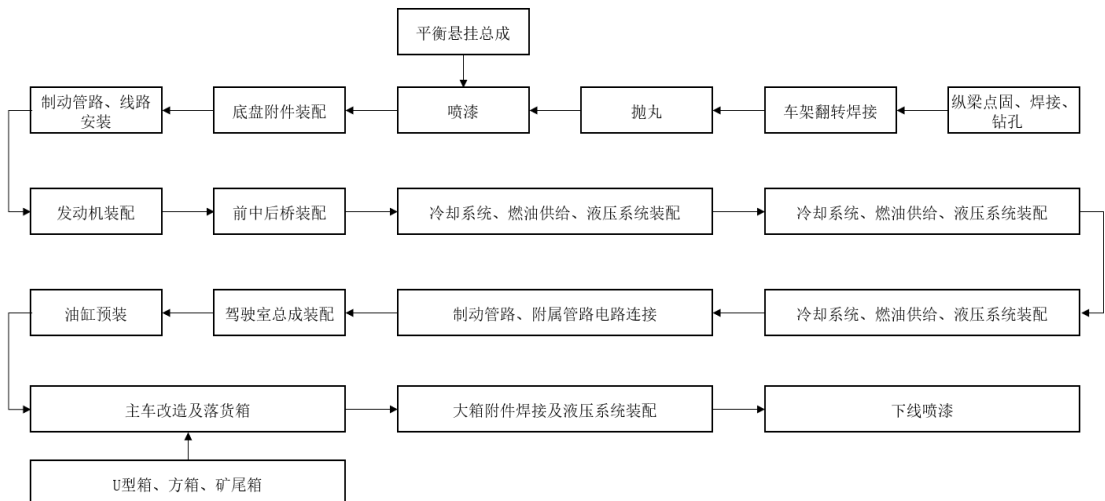 平衡悬挂总成
制动管路、线路
安装
底盘附件装配
喷漆
抛丸
车架翻转焊接
纵梁点固、焊接、
钻孔
发动机装配
前中后桥装配
冷却系统、燃油供给、液压系统装配
冷却系统、燃油供给、液压系统装配
油缸预装
驾驶室总成装配
制动管路、附属管路电路连接
冷却系统、燃油供给、液压系统装配
主车改造及落货箱
大箱附件焊接及液压系统装配
下线喷漆
U型箱、方箱、矿尾箱